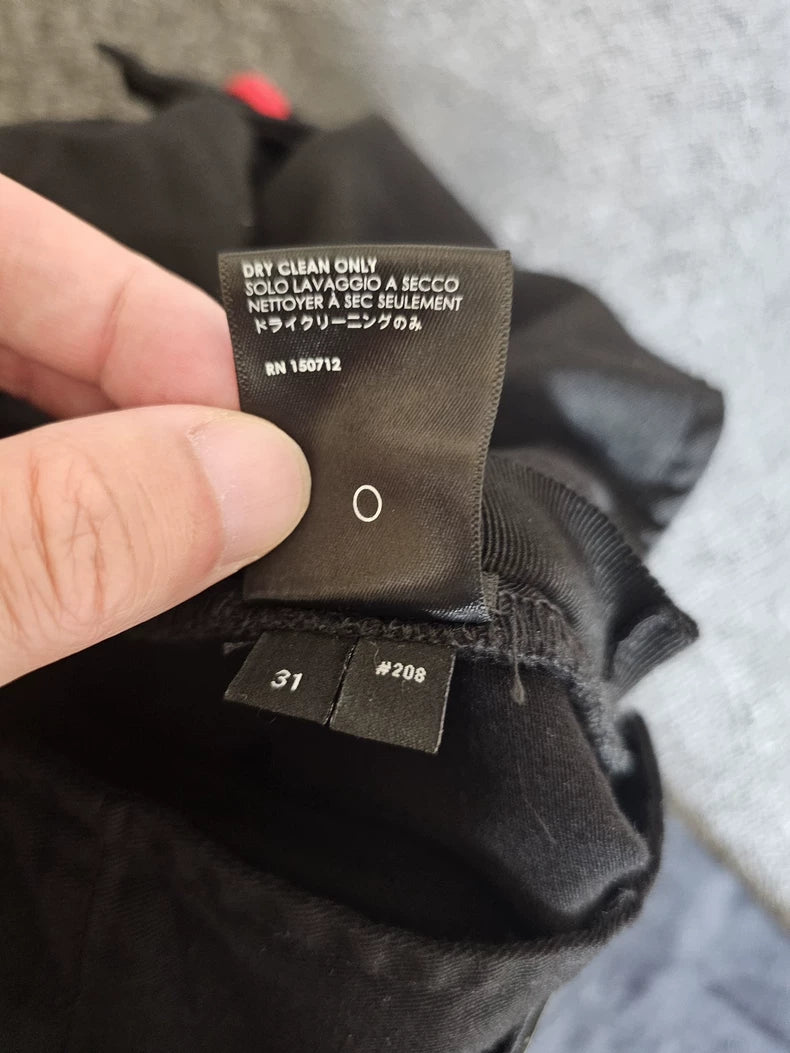 DRY CLEAN ONLY
SOLO LAVAGGIO A SECCO
NETTOYER À SEC SEULEMENT
ドライクリーニングのみ
RN 150712
31
#208